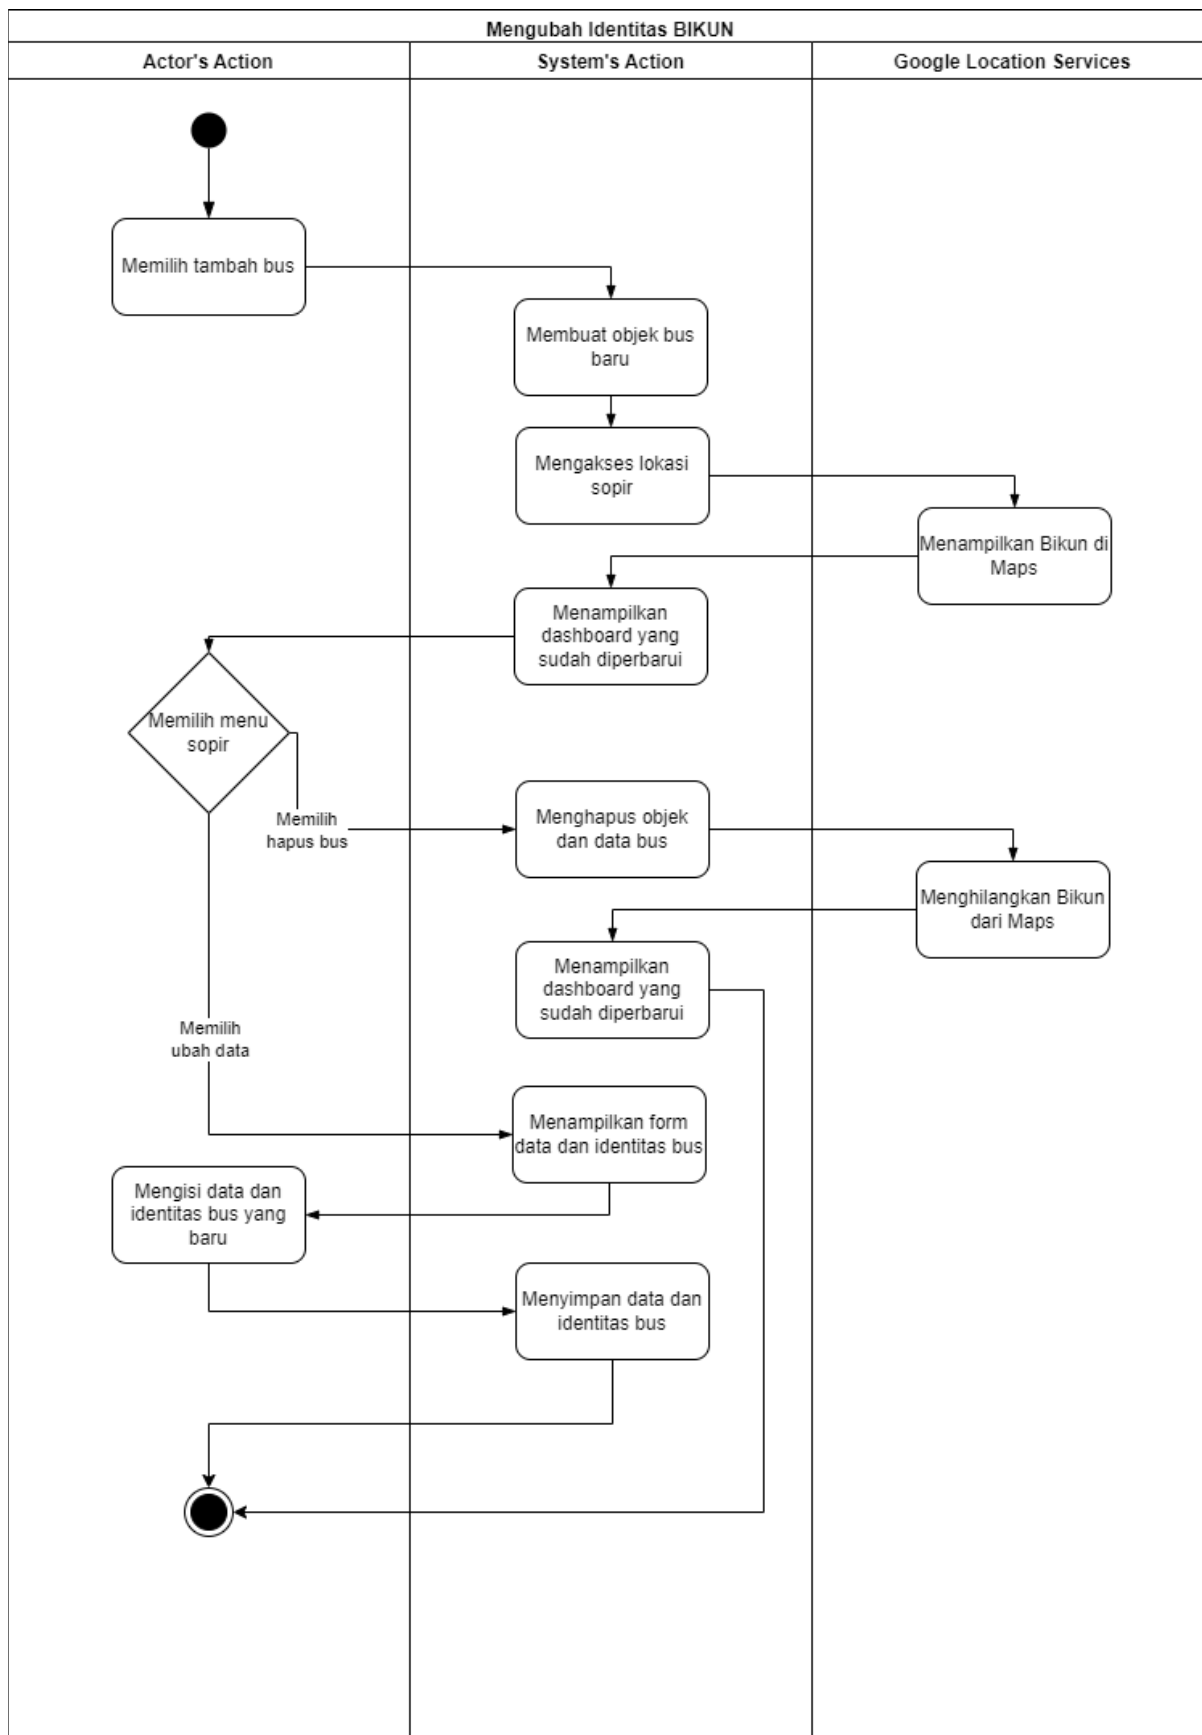 Mengubah Identitas BIKUN
Actor's Action
System's Action
Google Location Services
Memilih tambah bus
Membuat objek bus
baru
Mengakses lokasi
sopir
Menampilkan Bikun di
Maps
Menampilkan
dashboard yang
sudah diperbarui
Memilih menu
sopir
Memilih
hapus bus
Menghapus objek
dan data bus
Menghilangkan Bikun
dari Maps
Menampilkan
dashboard yang
sudah diperbarui
Memilih
ubah data
Menampilkan form
data dan identitas bus
Mengisi data dan
identitas bus yang
baru
Menyimpan data dan
identitas bus